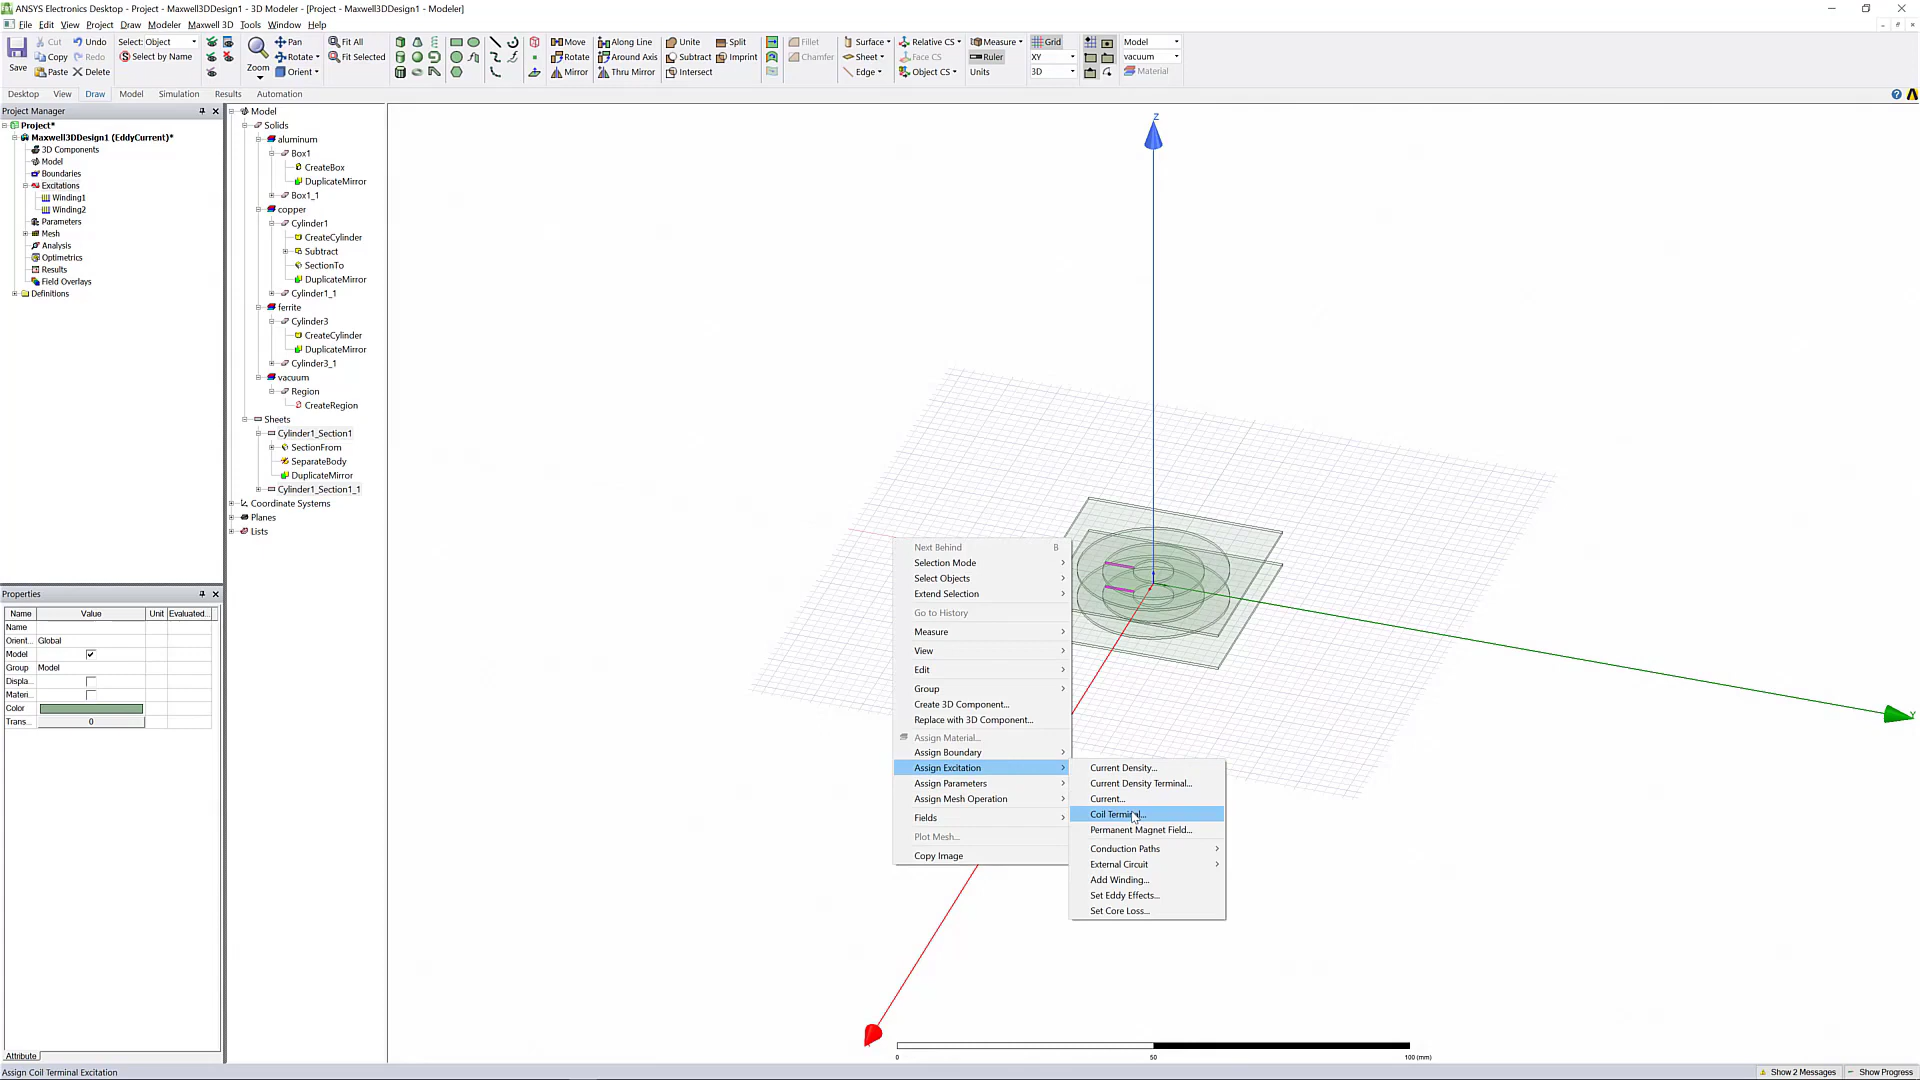 ANSYS Electronics Desktop - Project - Maxwell3DDesign1 - 3D Modeler - [Project - Maxwell3DDesign1 - Modeler]
File Edit View Project Draw Modeler Maxwell 3D Tools Window Help
Save Cut Undo Select: Object Pan Fit All Move Along Line Unite Split Fillet Surface Relative CS Measure Grid Model
Copy Redo Select by Name Zoom Rotate Fit Selected Rotate Around Axis Subtract Imprint Chamfer Sheet Face CS Ruler XY vacuum
Paste Delete Orient Mirror Thru Mirror Intersect Edge Object CS Units 3D Material
Desktop View Draw Model Simulation Results Automation
Project Manager
Project*
Maxwell3DDesign1 (EddyCurrent)*
3D Components
Model
Boundaries
Excitations
Winding1
Winding2
Parameters
Mesh
Analysis
Optimetrics
Results
Field Overlays
Definitions
Model
Solids
aluminum
Box1
CreateBox
DuplicateMirror
Box1_1
copper
Cylinder1
CreateCylinder
Subtract
SectionTo
DuplicateMirror
Cylinder1_1
ferrite
Cylinder3
CreateCylinder
DuplicateMirror
Cylinder3_1
vacuum
Region
CreateRegion
Sheets
Cylinder1_Section1
SectionFrom
SeparateBody
DuplicateMirror
Cylinder1_Section1_1
Coordinate Systems
Planes
Lists
Properties
Name Value Unit Evaluated...
Name
Orient... Global
Model
Group Model
Displa...
Materi...
Color
Trans... 0
Attribute
Z
Y
Next Behind B
Selection Mode
Select Objects
Extend Selection
Go to History
Measure
View
Edit
Group
Create 3D Component...
Replace with 3D Component...
Assign Material...
Assign Boundary
Assign Excitation
Assign Parameters
Assign Mesh Operation
Fields
Plot Mesh...
Copy Image
Current Density...
Current Density Terminal...
Current...
Coil Terminal...
Permanent Magnet Field...
Conduction Paths
External Circuit
Add Winding...
Set Eddy Effects...
Set Core Loss...
0 50 100 (mm)
Assign Coil Terminal Excitation
Show 2 Messages Show Progress